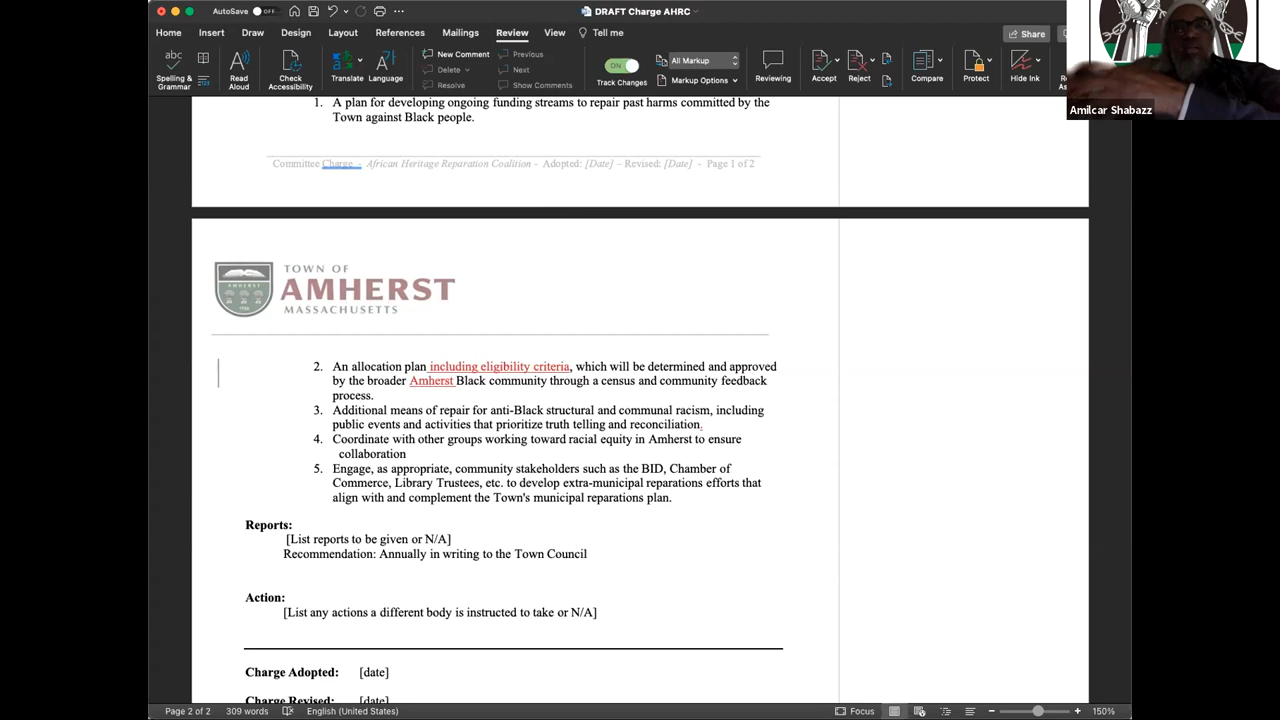 AutoSave OFF DRAFT Charge AHRC
Home Insert Draw Design Layout References Mailings Review View Tell me Share
Spelling & Grammar
Read Aloud
Check Accessibility
Translate
Language
New Comment
Delete
Resolve
Previous
Next
Show Comments
ON
Track Changes
All Markup
Markup Options
Reviewing
Accept
Reject
Compare
Protect
Hide Ink
Amilcar Shabazz
1. A plan for developing ongoing funding streams to repair past harms committed by the
Town against Black people.
Committee Charge - African Heritage Reparation Coalition - Adopted: [Date] – Revised: [Date] - Page 1 of 2
TOWN OF
AMHERST
MASSACHUSETTS
2. An allocation plan including eligibility criteria, which will be determined and approved
by the broader Amherst Black community through a census and community feedback
process.
3. Additional means of repair for anti-Black structural and communal racism, including
public events and activities that prioritize truth telling and reconciliation.
4. Coordinate with other groups working toward racial equity in Amherst to ensure
collaboration
5. Engage, as appropriate, community stakeholders such as the BID, Chamber of
Commerce, Library Trustees, etc. to develop extra-municipal reparations efforts that
align with and complement the Town's municipal reparations plan.
Reports:
[List reports to be given or N/A]
Recommendation: Annually in writing to the Town Council
Action:
[List any actions a different body is instructed to take or N/A]
Charge Adopted: [date]
Charge Revised: [date]
Page 2 of 2 309 words English (United States) Focus 150%